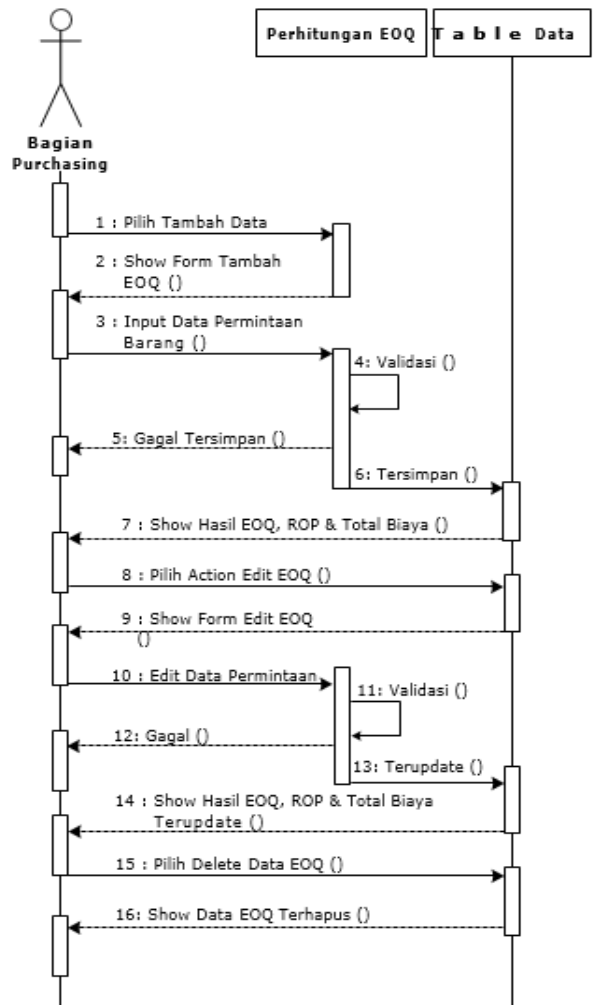 Perhitungan EOQ
Table Data
Bagian
Purchasing
1 : Pilih Tambah Data
2 : Show Form Tambah
EOQ ()
3 : Input Data Permintaan
Barang ()
4: Validasi ()
5: Gagal Tersimpan ()
6: Tersimpan ()
7 : Show Hasil EOQ, ROP & Total Biaya ()
8 : Pilih Action Edit EOQ ()
9 : Show Form Edit EOQ
()
10 : Edit Data Permintaan
11: Validasi ()
12: Gagal ()
13: Terupdate ()
14 : Show Hasil EOQ, ROP & Total Biaya
Terupdate ()
15 : Pilih Delete Data EOQ ()
16: Show Data EOQ Terhapus ()